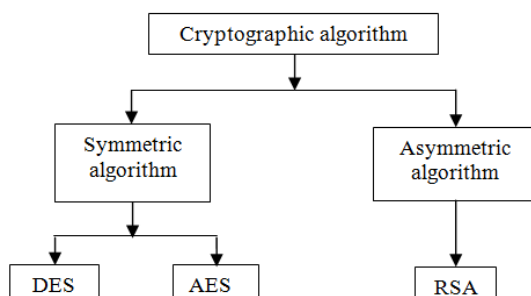 Cryptographic algorithm
Symmetric
algorithm
Asymmetric
algorithm
DES
AES
RSA